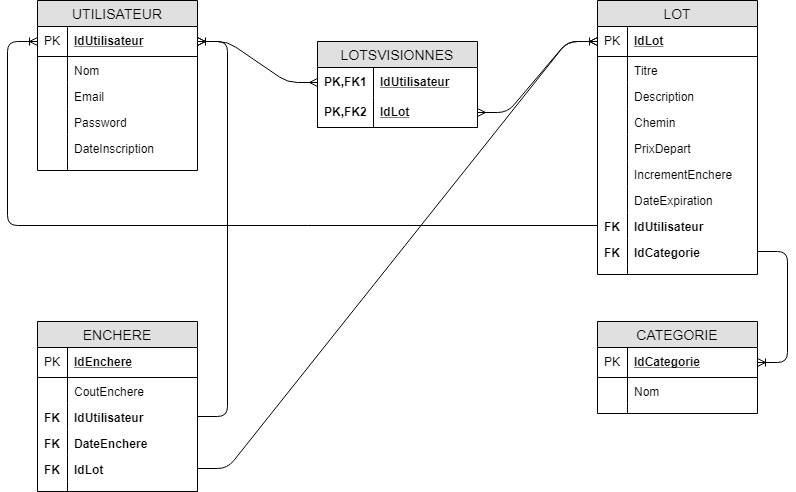 UTILISATEUR
PK IdUtilisateur
Nom
Email
Password
DateInscription
LOTSVISIONNES
PK,FK1 IdUtilisateur
PK,FK2 IdLot
LOT
PK IdLot
Titre
Description
Chemin
PrixDepart
IncrementEnchere
DateExpiration
FK IdUtilisateur
FK IdCategorie
ENCHERE
PK IdEnchere
CoutEnchere
FK IdUtilisateur
FK DateEnchere
FK IdLot
CATEGORIE
PK IdCategorie
Nom